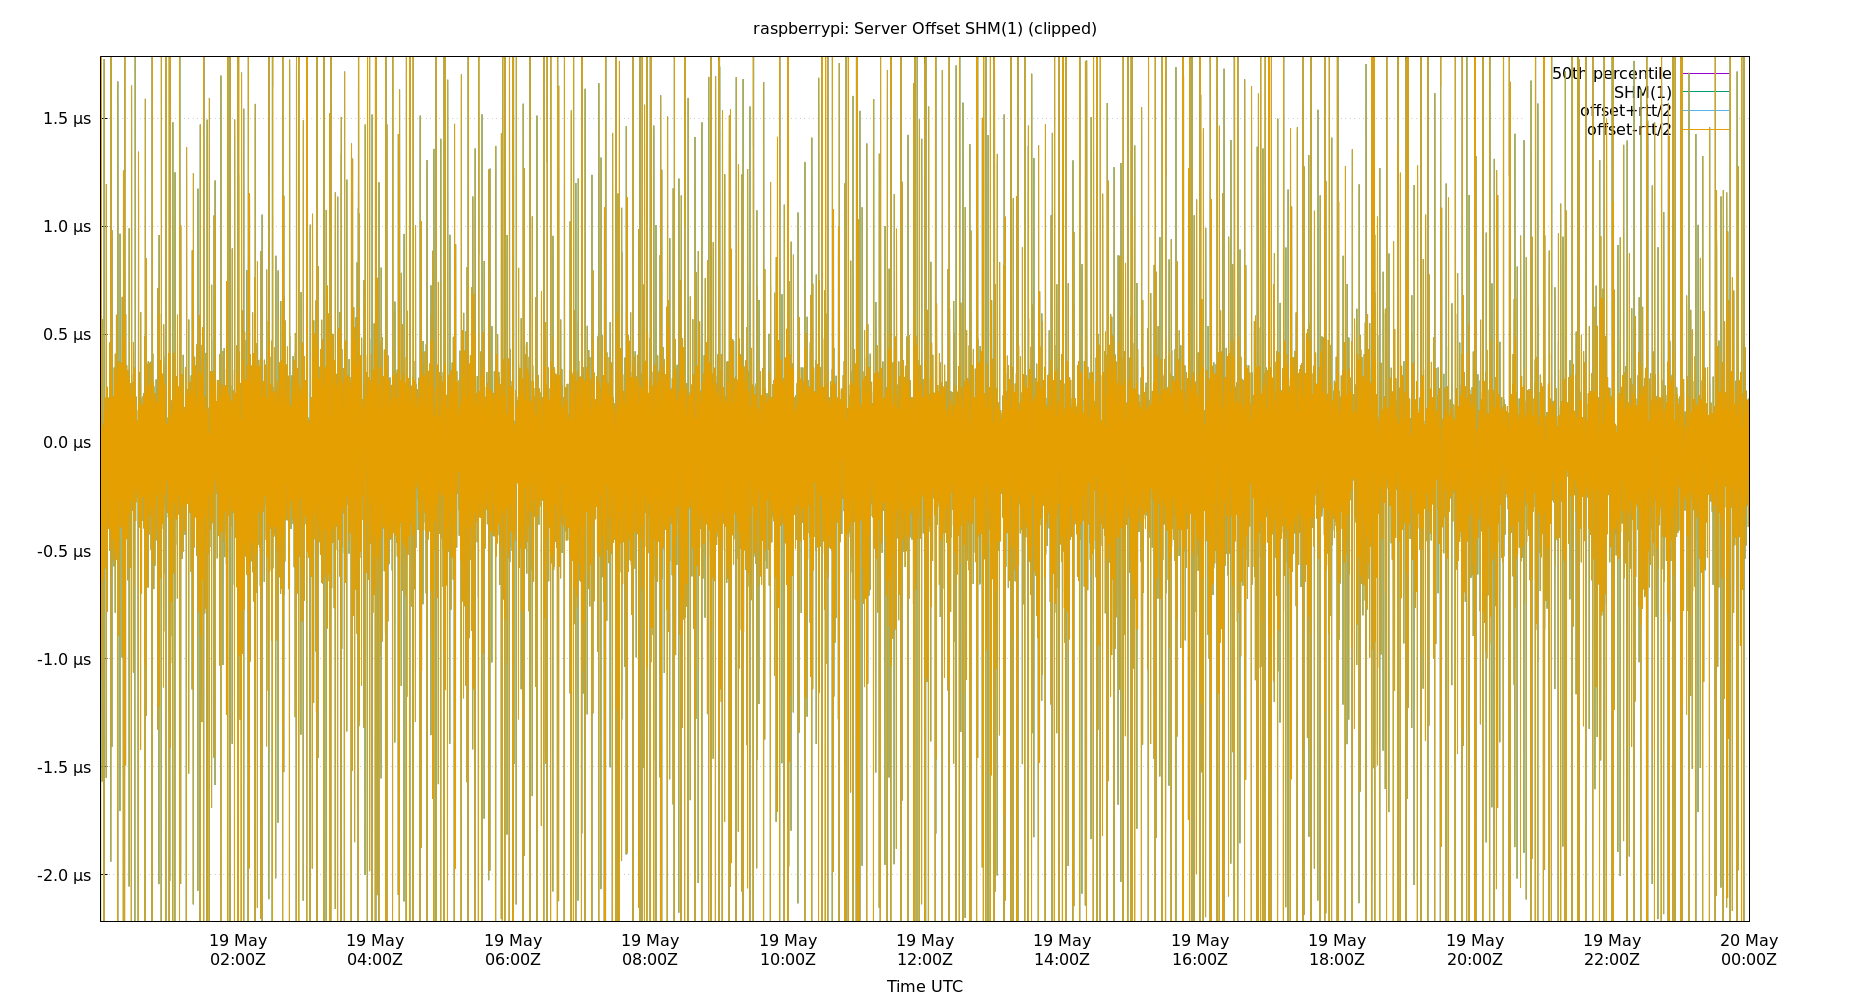 raspberrypi: Server Offset SHM(1) (clipped)
50th percentile
SHM(1)
offset+rtt/2
offset-rtt/2
1.5 µs
1.0 µs
0.5 µs
0.0 µs
-0.5 µs
-1.0 µs
-1.5 µs
-2.0 µs
19 May 19 May 19 May 19 May 19 May 19 May 19 May 19 May 19 May 19 May 19 May 20 May
02:00Z 04:00Z 06:00Z 08:00Z 10:00Z 12:00Z 14:00Z 16:00Z 18:00Z 20:00Z 22:00Z 00:00Z
Time UTC